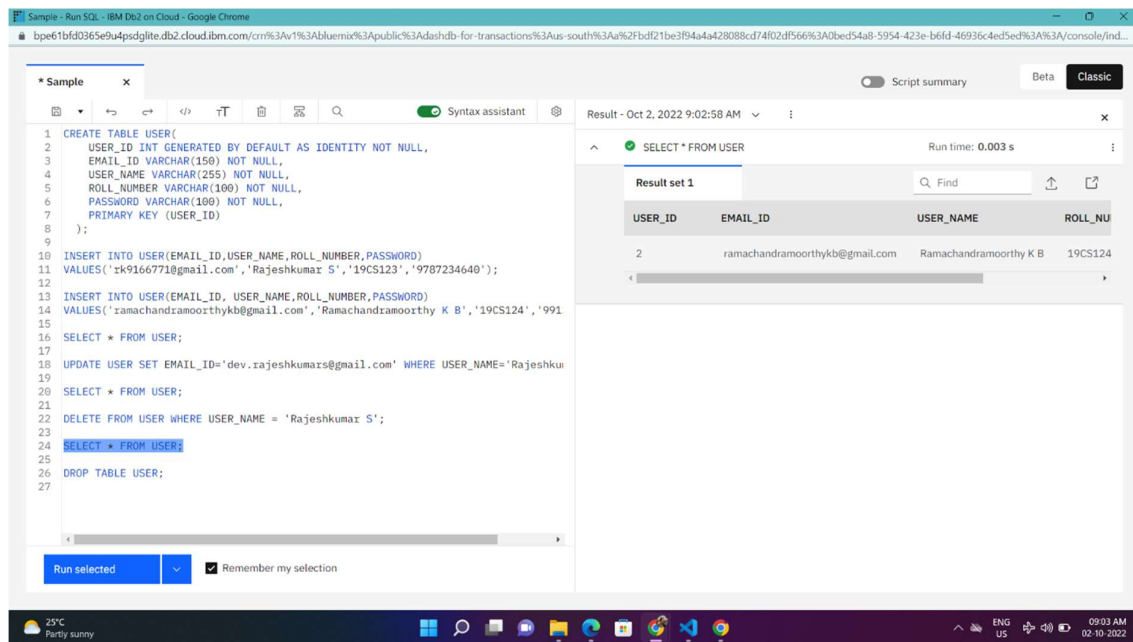 Sample - Run SQL - IBM Db2 on Cloud - Google Chrome
bpe61bfd0365e9u4psdglite.db2.cloud.ibm.com/crn%3Av1%3Abluemix%3Apublic%3Adashdb-for-transactions%3Aus-south%3Aa%2Fbdf21be3f94a4a428088cd74f02df566%3A0bed54a8-5954-423e-b6fd-46936c4ed5ed%3A%3A/console/ind...
* Sample
Script summary
Beta
Classic
Syntax assistant
1 CREATE TABLE USER(
2 USER_ID INT GENERATED BY DEFAULT AS IDENTITY NOT NULL,
3 EMAIL_ID VARCHAR(150) NOT NULL,
4 USER_NAME VARCHAR(255) NOT NULL,
5 ROLL_NUMBER VARCHAR(100) NOT NULL,
6 PASSWORD VARCHAR(100) NOT NULL,
7 PRIMARY KEY (USER_ID)
8 );
9
10 INSERT INTO USER(EMAIL_ID,USER_NAME,ROLL_NUMBER,PASSWORD)
11 VALUES('rk9166771@gmail.com','Rajeshkumar S','19CS123','9787234640');
12
13 INSERT INTO USER(EMAIL_ID, USER_NAME,ROLL_NUMBER,PASSWORD)
14 VALUES('ramachandramoorthykb@gmail.com','Ramachandramoorthy K B','19CS124','991
15
16 SELECT * FROM USER;
17
18 UPDATE USER SET EMAIL_ID='dev.rajeshkumars@gmail.com' WHERE USER_NAME='Rajeshku
19
20 SELECT * FROM USER;
21
22 DELETE FROM USER WHERE USER_NAME = 'Rajeshkumar S';
23
24 SELECT * FROM USER;
25
26 DROP TABLE USER;
27
Run selected
Remember my selection
Result - Oct 2, 2022 9:02:58 AM
SELECT * FROM USER
Run time: 0.003 s
Result set 1
Find
USER_ID EMAIL_ID USER_NAME ROLL_NU
2 ramachandramoorthykb@gmail.com Ramachandramoorthy K B 19CS124
25°C
Partly sunny
ENG
US
09:03 AM
02-10-2022